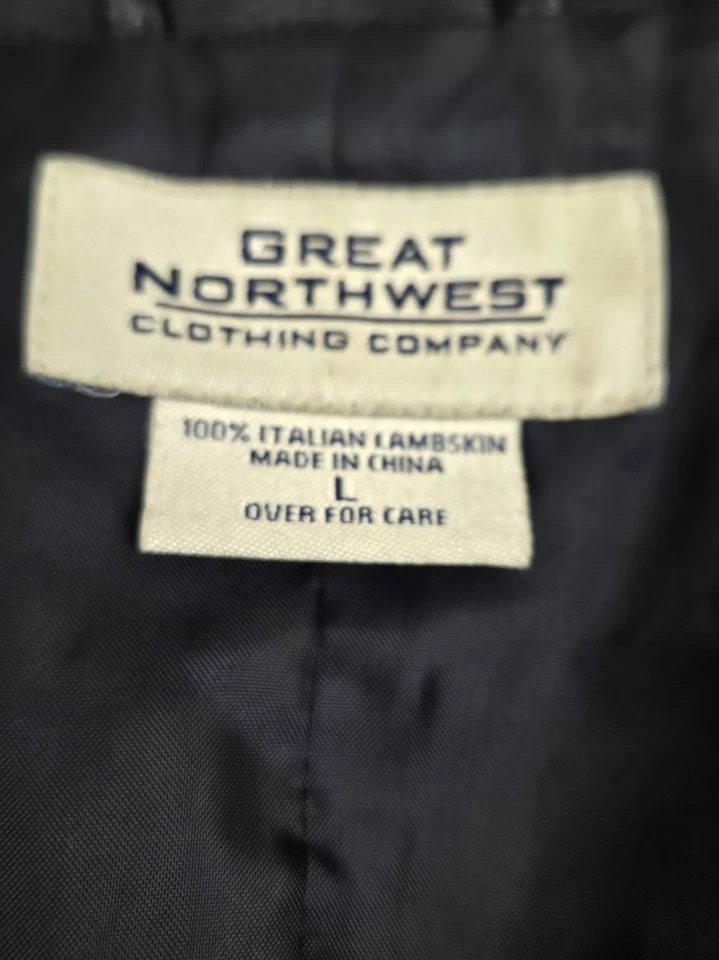 GREAT
NORTHWEST
CLOTHING COMPANY
100% ITALIAN LAMBSKIN
MADE IN CHINA
L
OVER FOR CARE